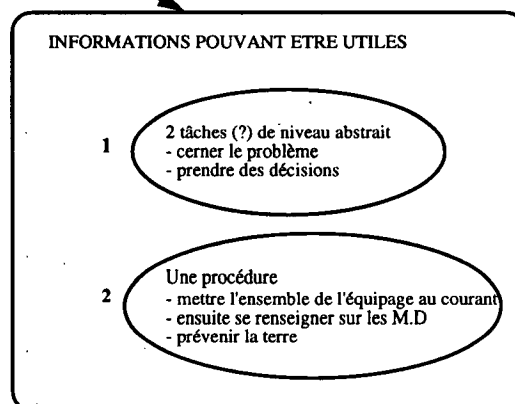 INFORMATIONS POUVANT ETRE UTILES
1
2 tâches (?) de niveau abstrait
- cerner le problème
- prendre des décisions
2
Une procédure
- mettre l'ensemble de l'équipage au courant
- ensuite se renseigner sur les M.D
- prévenir la terre